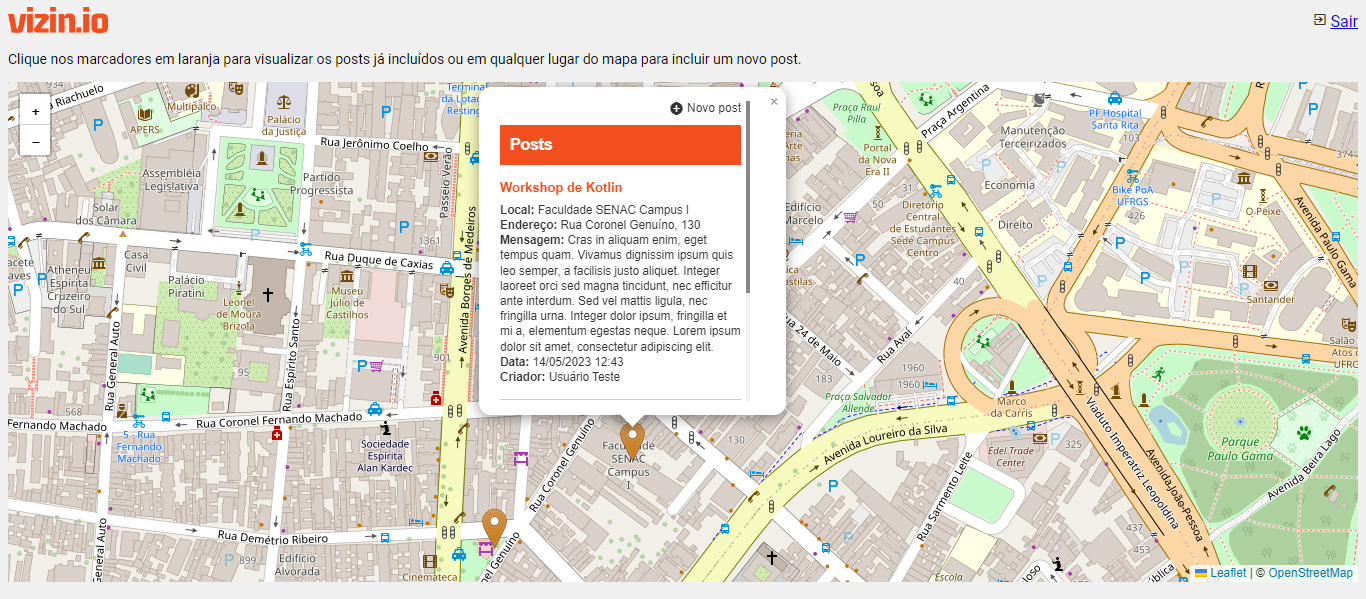 vizin.io
Sair
Clique nos marcadores em laranja para visualizar os posts já incluídos ou em qualquer lugar do mapa para incluir um novo post.
+
−
Novo post
×
Posts
Workshop de Kotlin
Local: Faculdade SENAC Campus I
Endereço: Rua Coronel Genuíno, 130
Mensagem: Cras in aliquam enim, eget
tempus quam. Vivamus dignissim ipsum quis
leo semper, a facilisis justo aliquet. Integer
laoreet orci sed magna tincidunt, nec efficitur
ante interdum. Sed vel mattis ligula, nec
fringilla urna. Integer dolor ipsum, fringilla et
mi a, elementum egestas neque. Lorem ipsum
dolor sit amet, consectetur adipiscing elit.
Data: 14/05/2023 12:43
Criador: Usuário Teste
Riachuelo
Multipalco
APERS
Palácio
da Justiça
Terminal
Rua Jerônimo Coelho
Assembléia
Legislativa
Partido
Progressista
Passeio Verão
Solar
dos Câmara
1361
Casa
Civil
Rua Duque de Caxias
Atheneu
Espírita
Cruzeiro
do Sul
Palácio
Piratini
Leonel
de Moura
Brizola
Museu
Júlio de
Castilhos
Avenida Borges de Medeiros
Rua General Auto
Rua Espírito Santo
95
901
568
Fernando Machado
Rua Coronel Fernando Machado
5 - Rua
Fernando
Machado
Sociedade
Espírita
Alan Kardec
Rua General Auto
Rua Demétrio Ribeiro
899
Edifício
Alvorada
Cinemateca
Rua Coronel Genuíno
Faculdade
SENAC
Campus
I
130
Praça Raul
Pilla
Portal
da Nova
Era II
Praça Argentina
Manutenção
Terceirizados
PF Hospital
Santa Rita
103
374
Economia
Bike PoA
UFRGS
426
Direito
O Peixe
Avenida Paulo Gama
Edifício
Marcelo
31
Diretório
Central
de Estudantes
Sede Campus
Centro
40
Santander
24 de Maio
Rua Avaí
183
1960
1960
Praça Salvador
Allende
Marco
da Carris
Avenida Loureiro da Silva
Edel Trade
Center
325
Viaduto Imperatriz Leopoldina
Avenida João Pessoa
Parque
Paulo Gama
Avenida Beira Lago
Salão
Atos
UFRGS
Rua Sarmento Leite
437
453
Escola
Leaflet | © OpenStreetMap